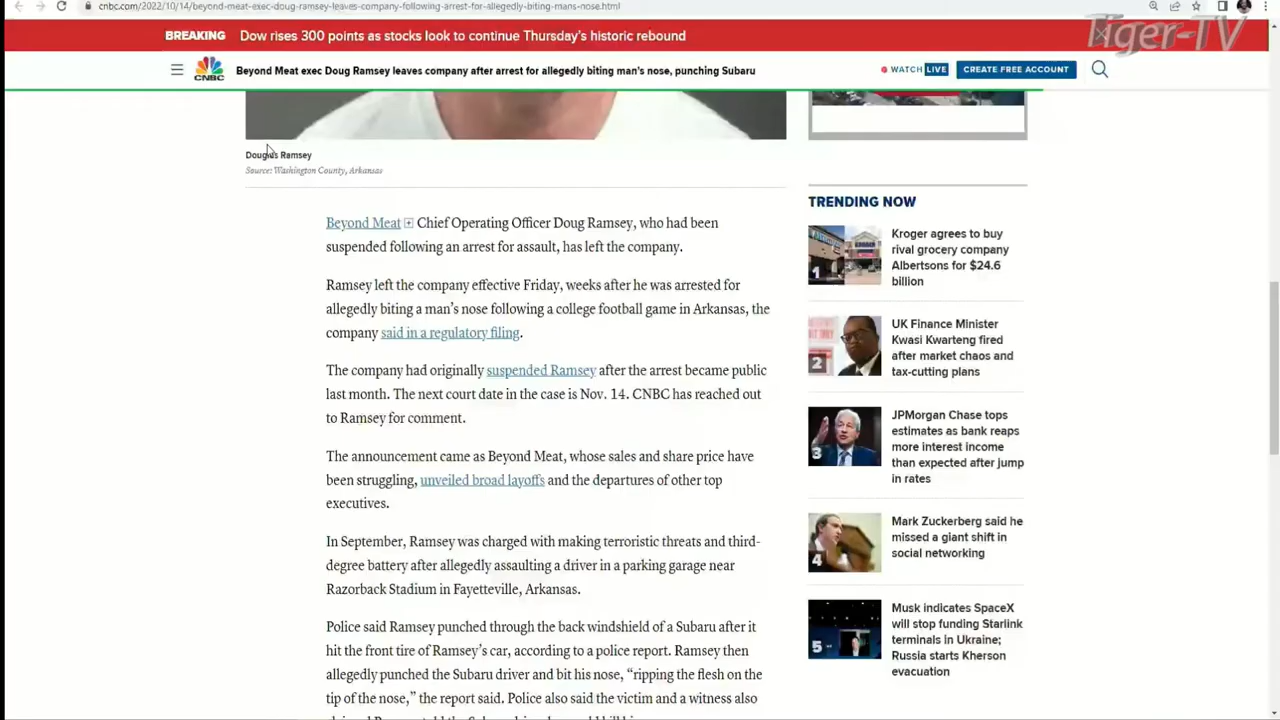 cnbc.com/2022/10/14/beyond-meat-exec-doug-ramsey-leaves-company-following-arrest-for-allegedly-biting-mans-nose.html
Tiger-TV
BREAKING Dow rises 300 points as stocks look to continue Thursday's historic rebound
CNBC
Beyond Meat exec Doug Ramsey leaves company after arrest for allegedly biting man's nose, punching Subaru
WATCH LIVE
CREATE FREE ACCOUNT
Douglas Ramsey
Source: Washington County, Arkansas
Beyond Meat Chief Operating Officer Doug Ramsey, who had been
suspended following an arrest for assault, has left the company.
Ramsey left the company effective Friday, weeks after he was arrested for
allegedly biting a man's nose following a college football game in Arkansas, the
company said in a regulatory filing.
The company had originally suspended Ramsey after the arrest became public
last month. The next court date in the case is Nov. 14. CNBC has reached out
to Ramsey for comment.
The announcement came as Beyond Meat, whose sales and share price have
been struggling, unveiled broad layoffs and the departures of other top
executives.
In September, Ramsey was charged with making terroristic threats and third-
degree battery after allegedly assaulting a driver in a parking garage near
Razorback Stadium in Fayetteville, Arkansas.
Police said Ramsey punched through the back windshield of a Subaru after it
hit the front tire of Ramsey's car, according to a police report. Ramsey then
allegedly punched the Subaru driver and bit his nose, “ripping the flesh on the
tip of the nose,” the report said. Police also said the victim and a witness also
TRENDING NOW
1
Kroger agrees to buy
rival grocery company
Albertsons for $24.6
billion
2
UK Finance Minister
Kwasi Kwarteng fired
after market chaos and
tax-cutting plans
3
JPMorgan Chase tops
estimates as bank reaps
more interest income
than expected after jump
in rates
4
Mark Zuckerberg said he
missed a giant shift in
social networking
5
Musk indicates SpaceX
will stop funding Starlink
terminals in Ukraine;
Russia starts Kherson
evacuation